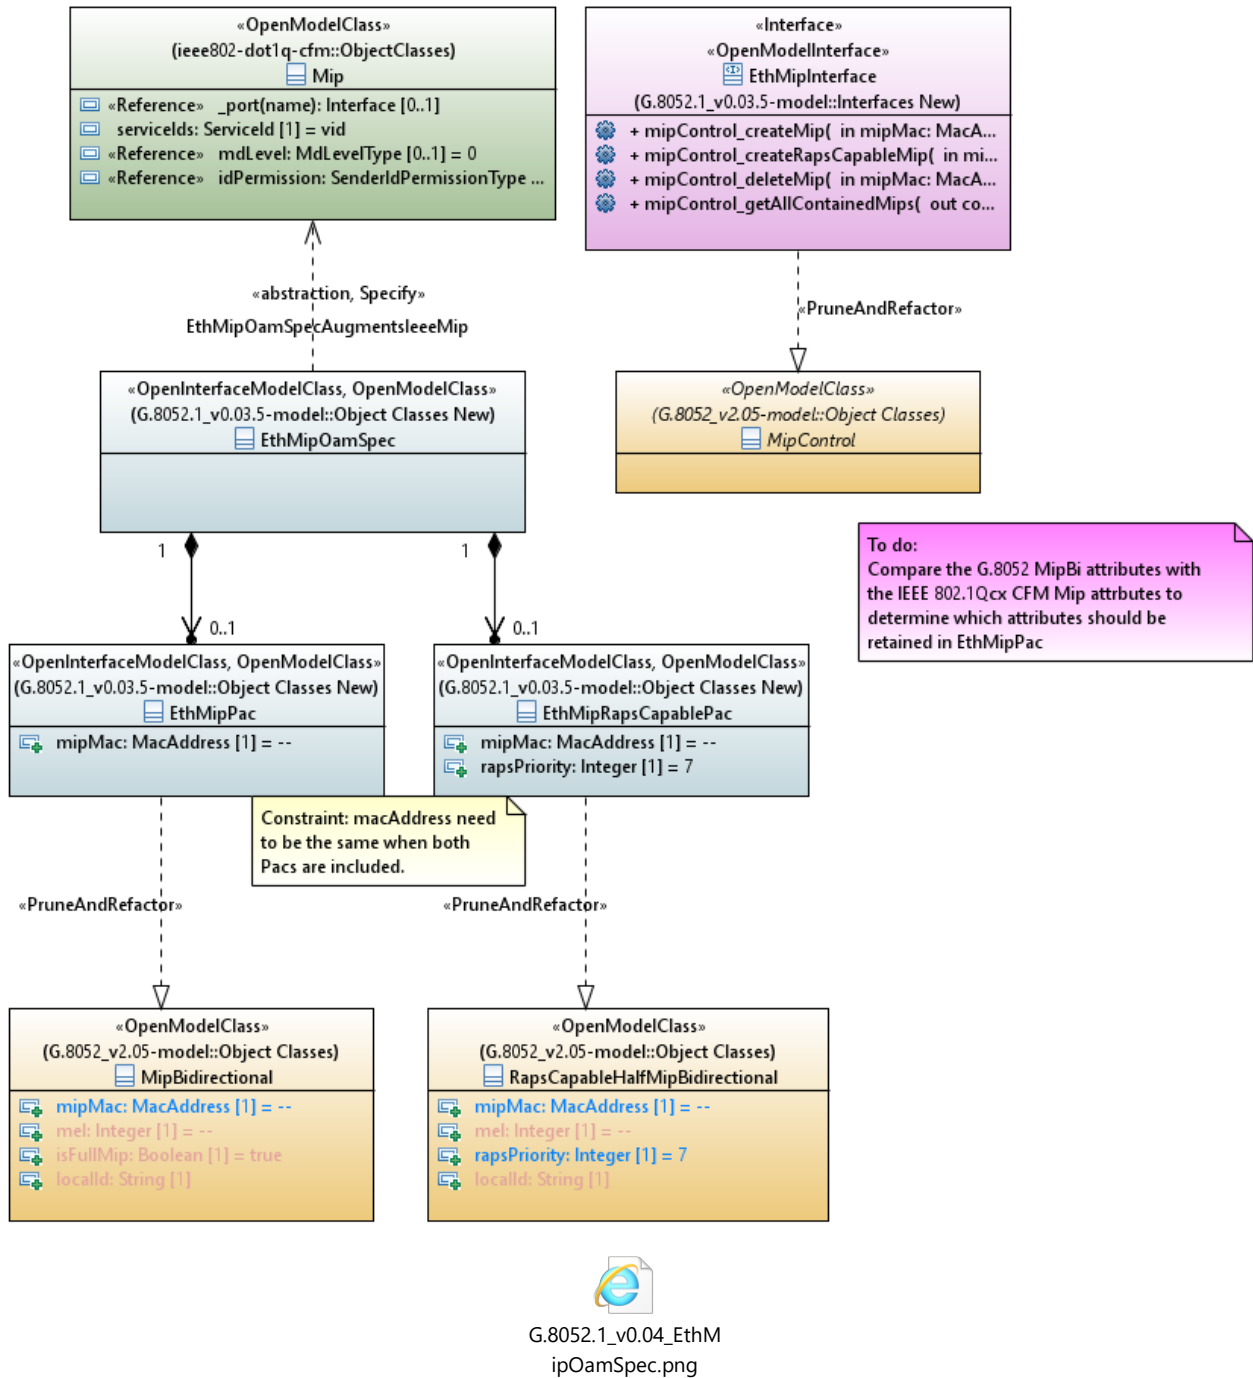 «OpenModelClass»
(ieee802-dot1q-cfm::ObjectClasses)
Mip
«Reference» _port(name): Interface [0..1]
serviceIds: ServiceId [1] = vid
«Reference» mdLevel: MdLevelType [0..1] = 0
«Reference» idPermission: SenderIdPermissionType ...
«Interface»
«OpenModelInterface»
EthMipInterface
(G.8052.1_v0.03.5-model::Interfaces New)
+ mipControl_createMip( in mipMac: MacA...
+ mipControl_createRapsCapableMip( in mi...
+ mipControl_deleteMip( in mipMac: MacA...
+ mipControl_getAllContainedMips( out co...
«abstraction, Specify»
EthMipOamSpecAugmentsIeeeMip
«PruneAndRefactor»
«OpenInterfaceModelClass, OpenModelClass»
(G.8052.1_v0.03.5-model::Object Classes New)
EthMipOamSpec
«OpenModelClass»
(G.8052_v2.05-model::Object Classes)
MipControl
1
1
0..1
0..1
To do:
Compare the G.8052 MipBi attributes with
the IEEE 802.1Qcx CFM Mip attrbutes to
determine which attributes should be
retained in EthMipPac
«OpenInterfaceModelClass, OpenModelClass»
(G.8052.1_v0.03.5-model::Object Classes New)
EthMipPac
mipMac: MacAddress [1] = --
«OpenInterfaceModelClass, OpenModelClass»
(G.8052.1_v0.03.5-model::Object Classes New)
EthMipRapsCapablePac
mipMac: MacAddress [1] = --
rapsPriority: Integer [1] = 7
Constraint: macAddress need
to be the same when both
Pacs are included.
«PruneAndRefactor»
«PruneAndRefactor»
«OpenModelClass»
(G.8052_v2.05-model::Object Classes)
MipBidirectional
mipMac: MacAddress [1] = --
mel: Integer [1] = --
isFullMip: Boolean [1] = true
localId: String [1]
«OpenModelClass»
(G.8052_v2.05-model::Object Classes)
RapsCapableHalfMipBidirectional
mipMac: MacAddress [1] = --
mel: Integer [1] = --
rapsPriority: Integer [1] = 7
localId: String [1]
G.8052.1_v0.04_EthM
ipOamSpec.png